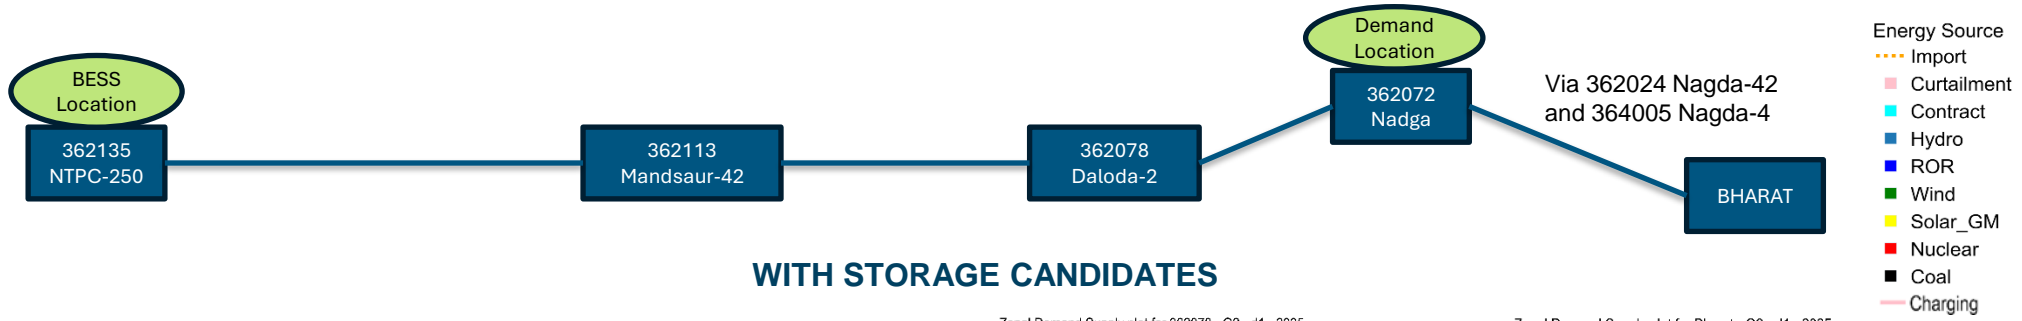 BESS
Location
362135
NTPC-250
362113
Mandsaur-42
362078
Daloda-2
Demand
Location
362072
Nadga
Via 362024 Nagda-42
and 364005 Nagda-4
BHARAT
Energy Source
Import
Curtailment
Contract
Hydro
ROR
Wind
Solar_GM
Nuclear
Coal
Charging
WITH STORAGE CANDIDATES